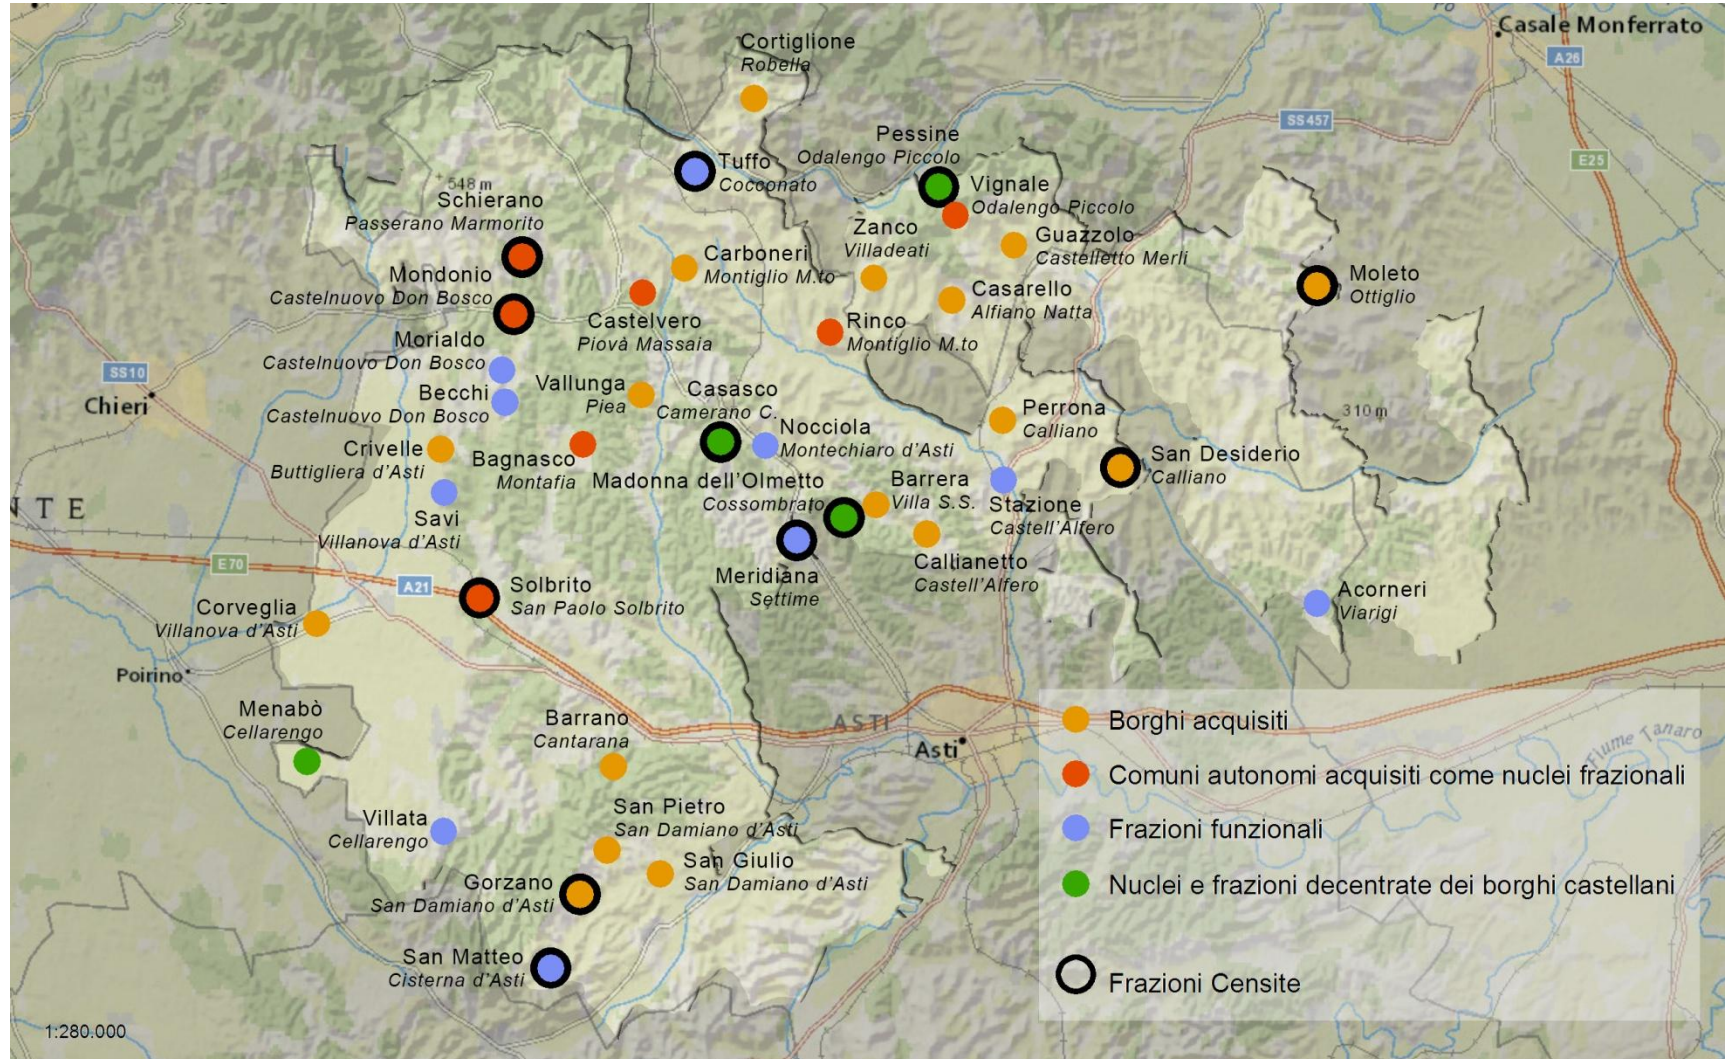 Po
Casale Monferrato
A26
Cortiglione
Robella
SS457
Pessine
Odalengo Piccolo
E25
Tuffo
Cocconato
Vignale
Odalengo Piccolo
548 m
Schierano
Passerano Marmorito
Zanco
Villadeati
Guazzolo
Castelletto Merli
Carboneri
Montiglio M.to
Mondonio
Castelnuovo Don Bosco
Moleto
Ottiglio
Casarello
Alfiano Natta
Castelvero
Piovà Massaia
Rinco
Montiglio M.to
Morialdo
Castelnuovo Don Bosco
SS10
Chieri
Becchi
Castelnuovo Don Bosco
Vallunga
Piea
Casasco
Camerano C.
Perrona
Calliano
310 m
Nocciola
Montechiaro d'Asti
Crivelle
Buttigliera d'Asti
Bagnasco
Montafia
San Desiderio
Calliano
Madonna dell'Olmetto
Cossombrato
Barrera
Villa S.S.
Stazione
Castell'Alfero
NTE
Savi
Villanova d'Asti
E70
A21
Callianetto
Castell'Alfero
Meridiana
Settime
Solbrito
San Paolo Solbrito
Acorneri
Viarigi
Corveglia
Villanova d'Asti
Poirino
Menabò
Cellarengo
Barrano
Cantarana
ASTI
Asti
Fiume Tanaro
Villata
Cellarengo
San Pietro
San Damiano d'Asti
San Giulio
San Damiano d'Asti
Gorzano
San Damiano d'Asti
San Matteo
Cisterna d'Asti
Borghi acquisiti
Comuni autonomi acquisiti come nuclei frazionali
Frazioni funzionali
Nuclei e frazioni decentrate dei borghi castellani
Frazioni Censite
1:280.000